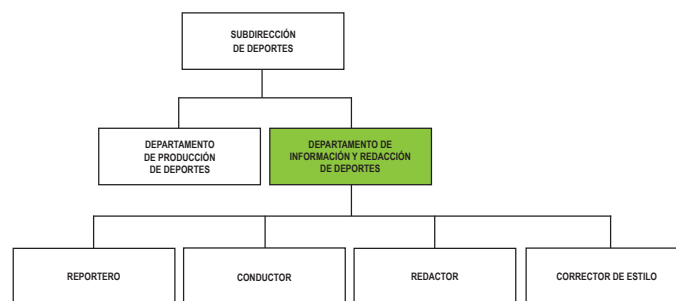 SUBDIRECCIÓN
DE DEPORTES
DEPARTAMENTO
DE PRODUCCIÓN
DE DEPORTES
DEPARTAMENTO DE
INFORMACIÓN Y REDACCIÓN
DE DEPORTES
REPORTERO
CONDUCTOR
REDACTOR
CORRECTOR DE ESTILO